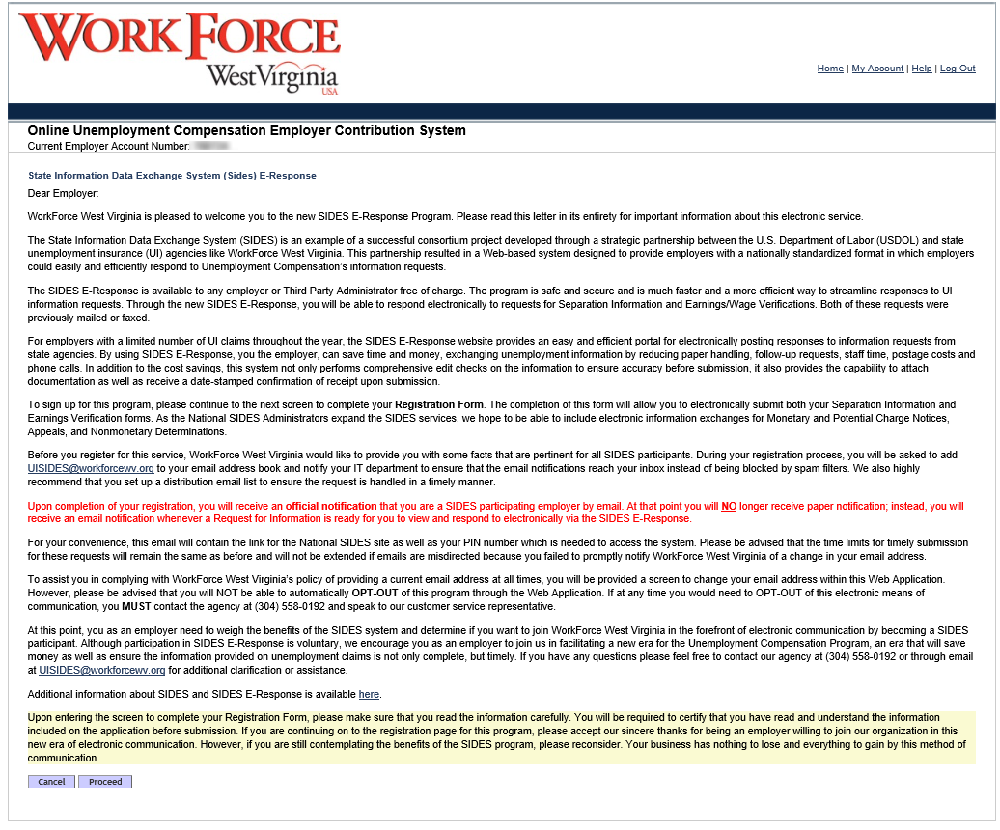 WORKFORCE
WestVirginia
USA
Home | My Account | Help | Log Out
Online Unemployment Compensation Employer Contribution System
Current Employer Account Number:
State Information Data Exchange System (Sides) E-Response
Dear Employer:
WorkForce West Virginia is pleased to welcome you to the new SIDES E-Response Program. Please read this letter in its entirety for important information about this electronic service.
The State Information Data Exchange System (SIDES) is an example of a successful consortium project developed through a strategic partnership between the U.S. Department of Labor (USDOL) and state
unemployment insurance (UI) agencies like WorkForce West Virginia. This partnership resulted in a Web-based system designed to provide employers with a nationally standardized format in which employers
could easily and efficiently respond to Unemployment Compensation's information requests.
The SIDES E-Response is available to any employer or Third Party Administrator free of charge. The program is safe and secure and is much faster and a more efficient way to streamline responses to UI
information requests. Through the new SIDES E-Response, you will be able to respond electronically to requests for Separation Information and Earnings/Wage Verifications. Both of these requests were
previously mailed or faxed.
For employers with a limited number of UI claims throughout the year, the SIDES E-Response website provides an easy and efficient portal for electronically posting responses to information requests from
state agencies. By using SIDES E-Response, you the employer, can save time and money, exchanging unemployment information by reducing paper handling, follow-up requests, staff time, postage costs and
phone calls. In addition to the cost savings, this system not only performs comprehensive edit checks on the information to ensure accuracy before submission, it also provides the capability to attach
documentation as well as receive a date-stamped confirmation of receipt upon submission.
To sign up for this program, please continue to the next screen to complete your Registration Form. The completion of this form will allow you to electronically submit both your Separation Information and
Earnings Verification forms. As the National SIDES Administrators expand the SIDES services, we hope to be able to include electronic information exchanges for Monetary and Potential Charge Notices,
Appeals, and Nonmonetary Determinations.
Before you register for this service, WorkForce West Virginia would like to provide you with some facts that are pertinent for all SIDES participants. During your registration process, you will be asked to add
UISIDES@workforcewv.org to your email address book and notify your IT department to ensure that the email notifications reach your inbox instead of being blocked by spam filters. We also highly
recommend that you set up a distribution email list to ensure the request is handled in a timely manner.
Upon completion of your registration, you will receive an official notification that you are a SIDES participating employer by email. At that point you will NO longer receive paper notification; instead, you will
receive an email notification whenever a Request for Information is ready for you to view and respond to electronically via the SIDES E-Response.
For your convenience, this email will contain the link for the National SIDES site as well as your PIN number which is needed to access the system. Please be advised that the time limits for timely submission
for these requests will remain the same as before and will not be extended if emails are misdirected because you failed to promptly notify WorkForce West Virginia of a change in your email address.
To assist you in complying with WorkForce West Virginia's policy of providing a current email address at all times, you will be provided a screen to change your email address within this Web Application.
However, please be advised that you will NOT be able to automatically OPT-OUT of this program through the Web Application. If at any time you would need to OPT-OUT of this electronic means of
communication, you MUST contact the agency at (304) 558-0192 and speak to our customer service representative.
At this point, you as an employer need to weigh the benefits of the SIDES system and determine if you want to join WorkForce West Virginia in the forefront of electronic communication by becoming a SIDES
participant. Although participation in SIDES E-Response is voluntary, we encourage you as an employer to join us in facilitating a new era for the Unemployment Compensation Program, an era that will save
money as well as ensure the information provided on unemployment claims is not only complete, but timely. If you have any questions please feel free to contact our agency at (304) 558-0192 or through email
at UISIDES@workforcewv.org for additional clarification or assistance.
Additional information about SIDES and SIDES E-Response is available here.
Upon entering the screen to complete your Registration Form, please make sure that you read the information carefully. You will be required to certify that you have read and understand the information
included on the application before submission. If you are continuing on to the registration page for this program, please accept our sincere thanks for being an employer willing to join our organization in this
new era of electronic communication. However, if you are still contemplating the benefits of the SIDES program, please reconsider. Your business has nothing to lose and everything to gain by this method of
communication.
Cancel Proceed